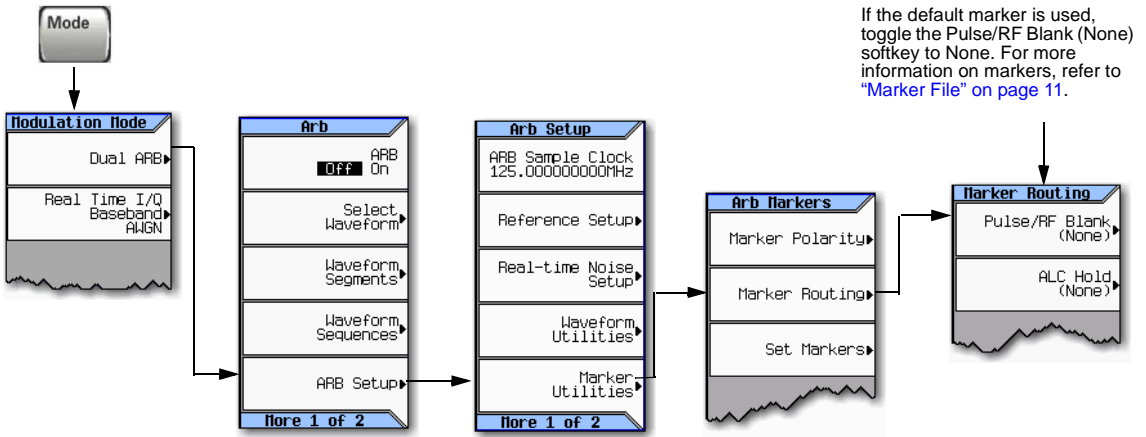 Mode
If the default marker is used,
toggle the Pulse/RF Blank (None)
softkey to None. For more
information on markers, refer to
“Marker File” on page 11.
Modulation Mode
Dual ARB
Real Time I/Q
Baseband
AWGN
Arb
ARB
Off On
Select
Waveform
Waveform
Segments
Waveform
Sequences
ARB Setup
More 1 of 2
Arb Setup
ARB Sample Clock
125.000000000MHz
Reference Setup
Real-time Noise
Setup
Waveform
Utilities
Marker
Utilities
More 1 of 2
Arb Markers
Marker Polarity
Marker Routing
Set Markers
Marker Routing
Pulse/RF Blank
(None)
ALC Hold
(None)